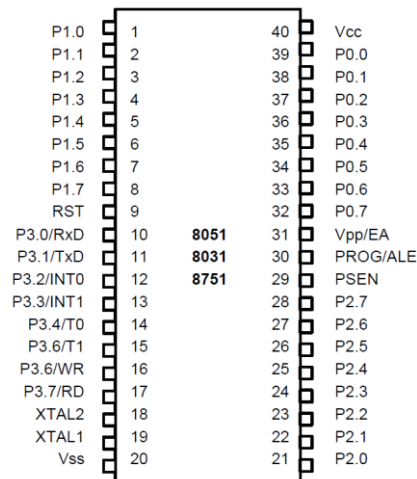 P1.0 1 40 Vcc
P1.1 2 39 P0.0
P1.2 3 38 P0.1
P1.3 4 37 P0.2
P1.4 5 36 P0.3
P1.5 6 35 P0.4
P1.6 7 34 P0.5
P1.7 8 33 P0.6
RST 9 32 P0.7
P3.0/RxD 10 8051 31 Vpp/EA
P3.1/TxD 11 8031 30 PROG/ALE
P3.2/INT0 12 8751 29 PSEN
P3.3/INT1 13 28 P2.7
P3.4/T0 14 27 P2.6
P3.6/T1 15 26 P2.5
P3.6/WR 16 25 P2.4
P3.7/RD 17 24 P2.3
XTAL2 18 23 P2.2
XTAL1 19 22 P2.1
Vss 20 21 P2.0